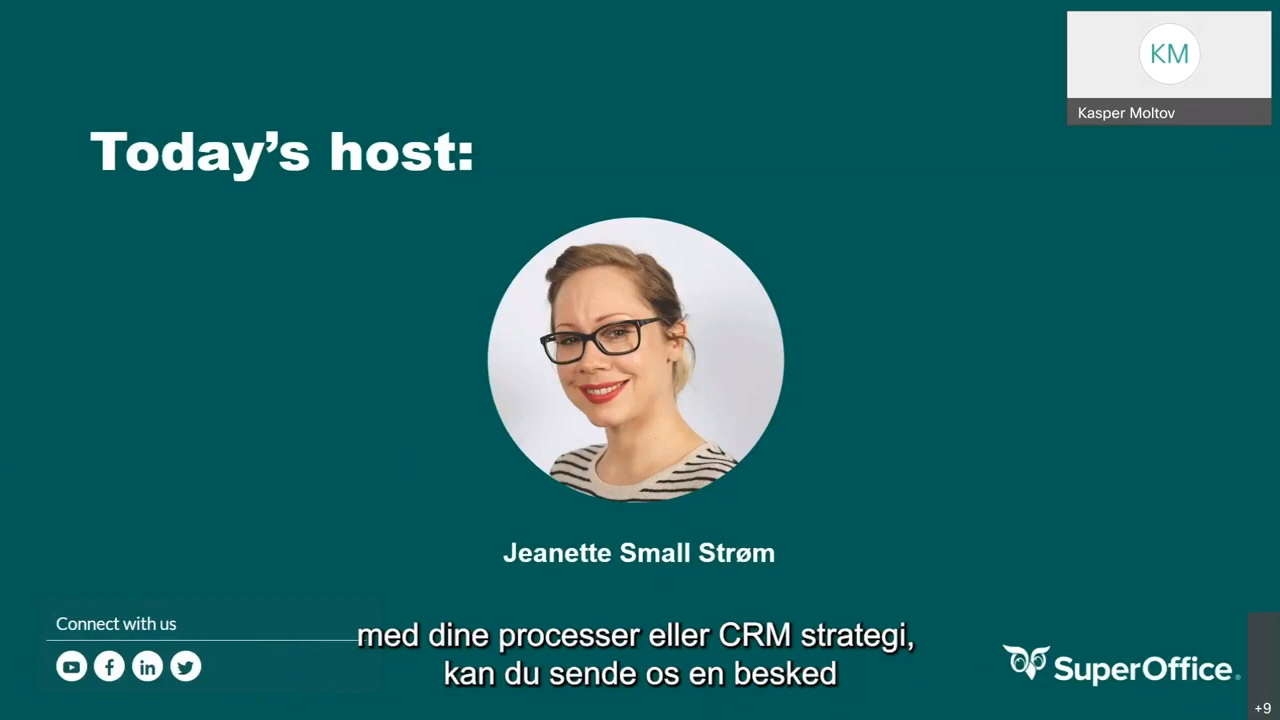 KM
Kasper Moltov
Today's host:
Jeanette Small Strøm
Connect with us
med dine processer eller CRM strategi,
kan du sende os en besked
SuperOffice.
+9